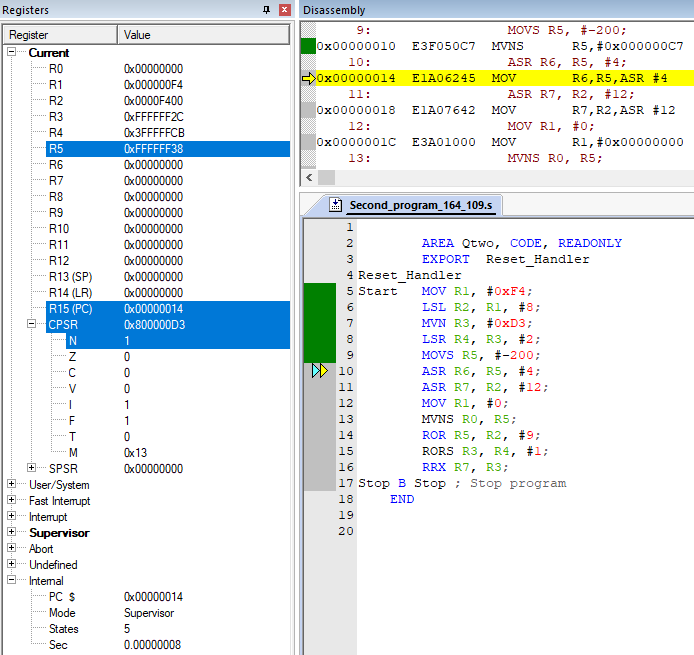 Registers
Register Value
Current
R0 0x00000000
R1 0x000000F4
R2 0x0000F400
R3 0xFFFFFF2C
R4 0x3FFFFFCB
R5 0xFFFFFF38
R6 0x00000000
R7 0x00000000
R8 0x00000000
R9 0x00000000
R10 0x00000000
R11 0x00000000
R12 0x00000000
R13 (SP) 0x00000000
R14 (LR) 0x00000000
R15 (PC) 0x00000014
CPSR 0x800000D3
N 1
Z 0
C 0
V 0
I 1
F 1
T 0
M 0x13
SPSR 0x00000000
User/System
Fast Interrupt
Interrupt
Supervisor
Abort
Undefined
Internal
PC $ 0x00000014
Mode Supervisor
States 5
Sec 0.00000008
Disassembly
9: MOVS R5, #-200;
0x00000010 E3F050C7 MVNS R5,#0x000000C7
10: ASR R6, R5, #4;
0x00000014 E1A06245 MOV R6,R5,ASR #4
11: ASR R7, R2, #12;
0x00000018 E1A07642 MOV R7,R2,ASR #12
12: MOV R1, #0;
0x0000001C E3A01000 MOV R1,#0x00000000
13: MVNS R0, R5;
Second_program_164_109.s
1
2 AREA Qtwo, CODE, READONLY
3 EXPORT Reset_Handler
4 Reset_Handler
5 Start MOV R1, #0xF4;
6 LSL R2, R1, #8;
7 MVN R3, #0xD3;
8 LSR R4, R3, #2;
9 MOVS R5, #-200;
10 ASR R6, R5, #4;
11 ASR R7, R2, #12;
12 MOV R1, #0;
13 MVNS R0, R5;
14 ROR R5, R2, #9;
15 RORS R3, R4, #1;
16 RRX R7, R3;
17 Stop B Stop ; Stop program
18 END
19
20